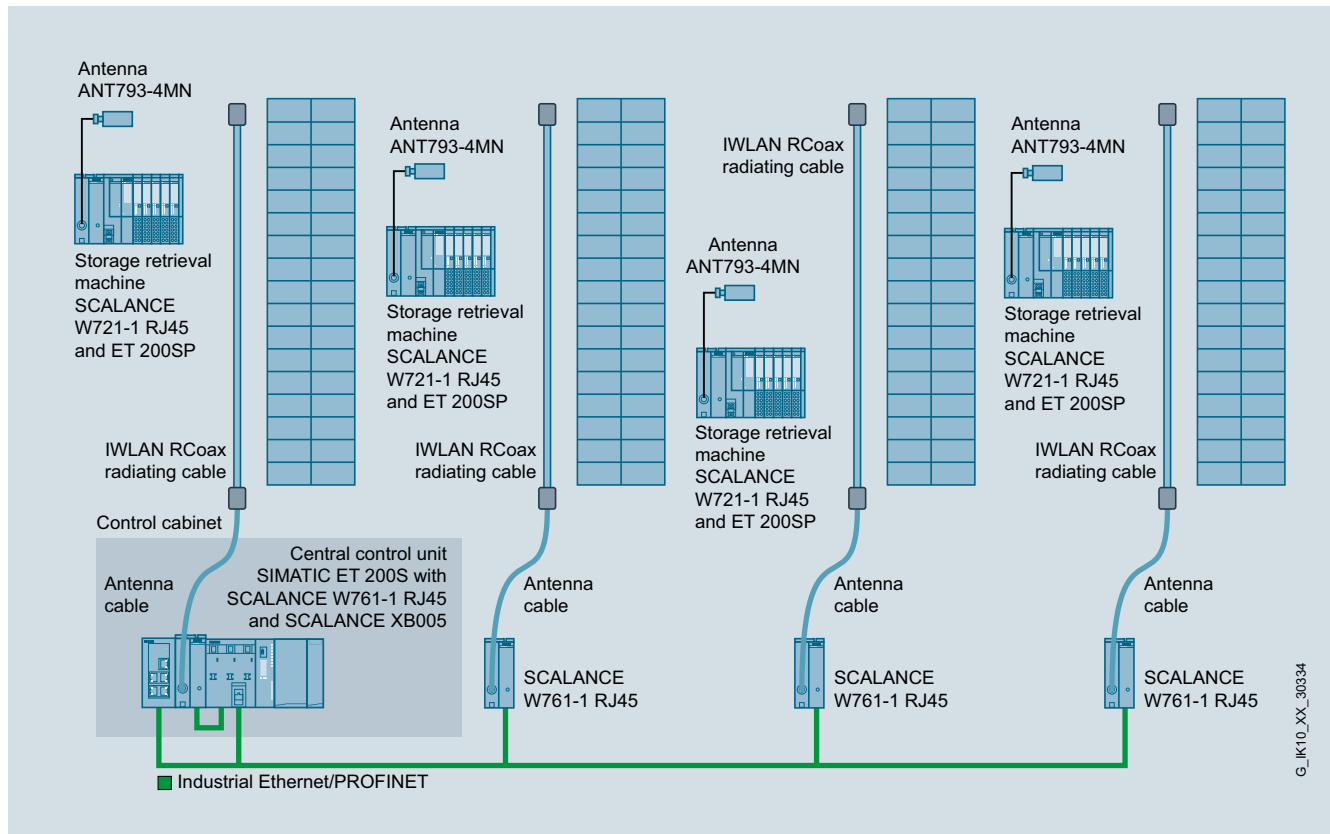 Antenna
ANT793-4MN
Storage retrieval
machine
SCALANCE
W721-1 RJ45
and ET 200SP
IWLAN RCoax
radiating cable
Antenna
ANT793-4MN
Storage retrieval
machine
SCALANCE
W721-1 RJ45
and ET 200SP
IWLAN RCoax
radiating cable
IWLAN RCoax
radiating cable
Antenna
ANT793-4MN
Storage retrieval
machine
SCALANCE
W721-1 RJ45
and ET 200SP
Antenna
ANT793-4MN
Storage retrieval
machine
SCALANCE
W721-1 RJ45
and ET 200SP
IWLAN RCoax
radiating cable
Control cabinet
Antenna
cable
Central control unit
SIMATIC ET 200S with
SCALANCE W761-1 RJ45
and SCALANCE XB005
Antenna
cable
SCALANCE
W761-1 RJ45
Antenna
cable
SCALANCE
W761-1 RJ45
Antenna
cable
SCALANCE
W761-1 RJ45
Industrial Ethernet/PROFINET
G_IK10_XX_30334